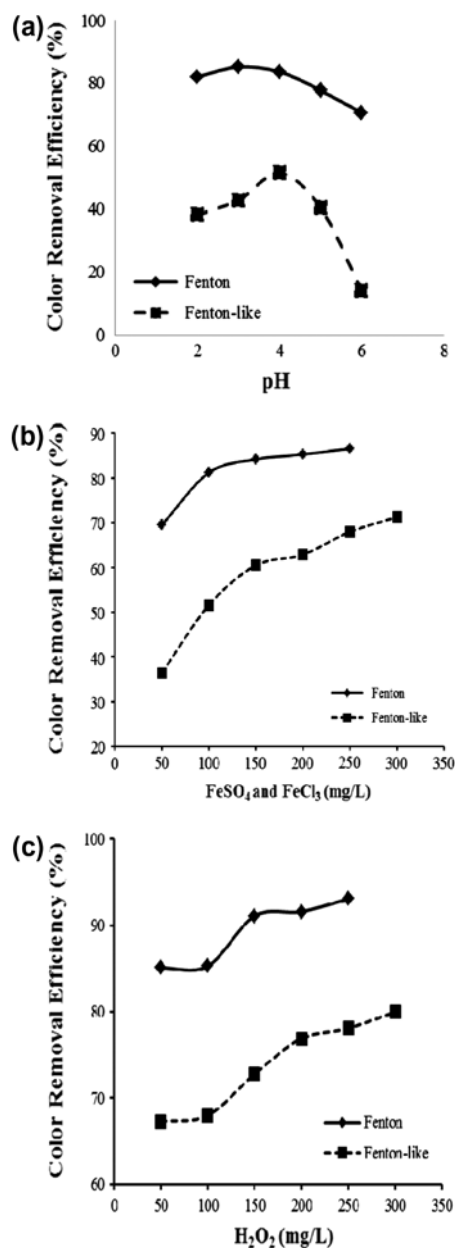 (a)
Color Removal Efficiency (%)
100
80
60
40
20
0
Fenton
Fenton-like
0 2 4 6 8
pH
(b)
Color Removal Efficiency (%)
90
80
70
60
50
40
30
20
Fenton
Fenton-like
0 50 100 150 200 250 300 350
FeSO₄ and FeCl₃ (mg/L)
(c)
Color Removal Efficiency (%)
100
90
80
70
60
Fenton
Fenton-like
0 50 100 150 200 250 300 350
H₂O₂ (mg/L)